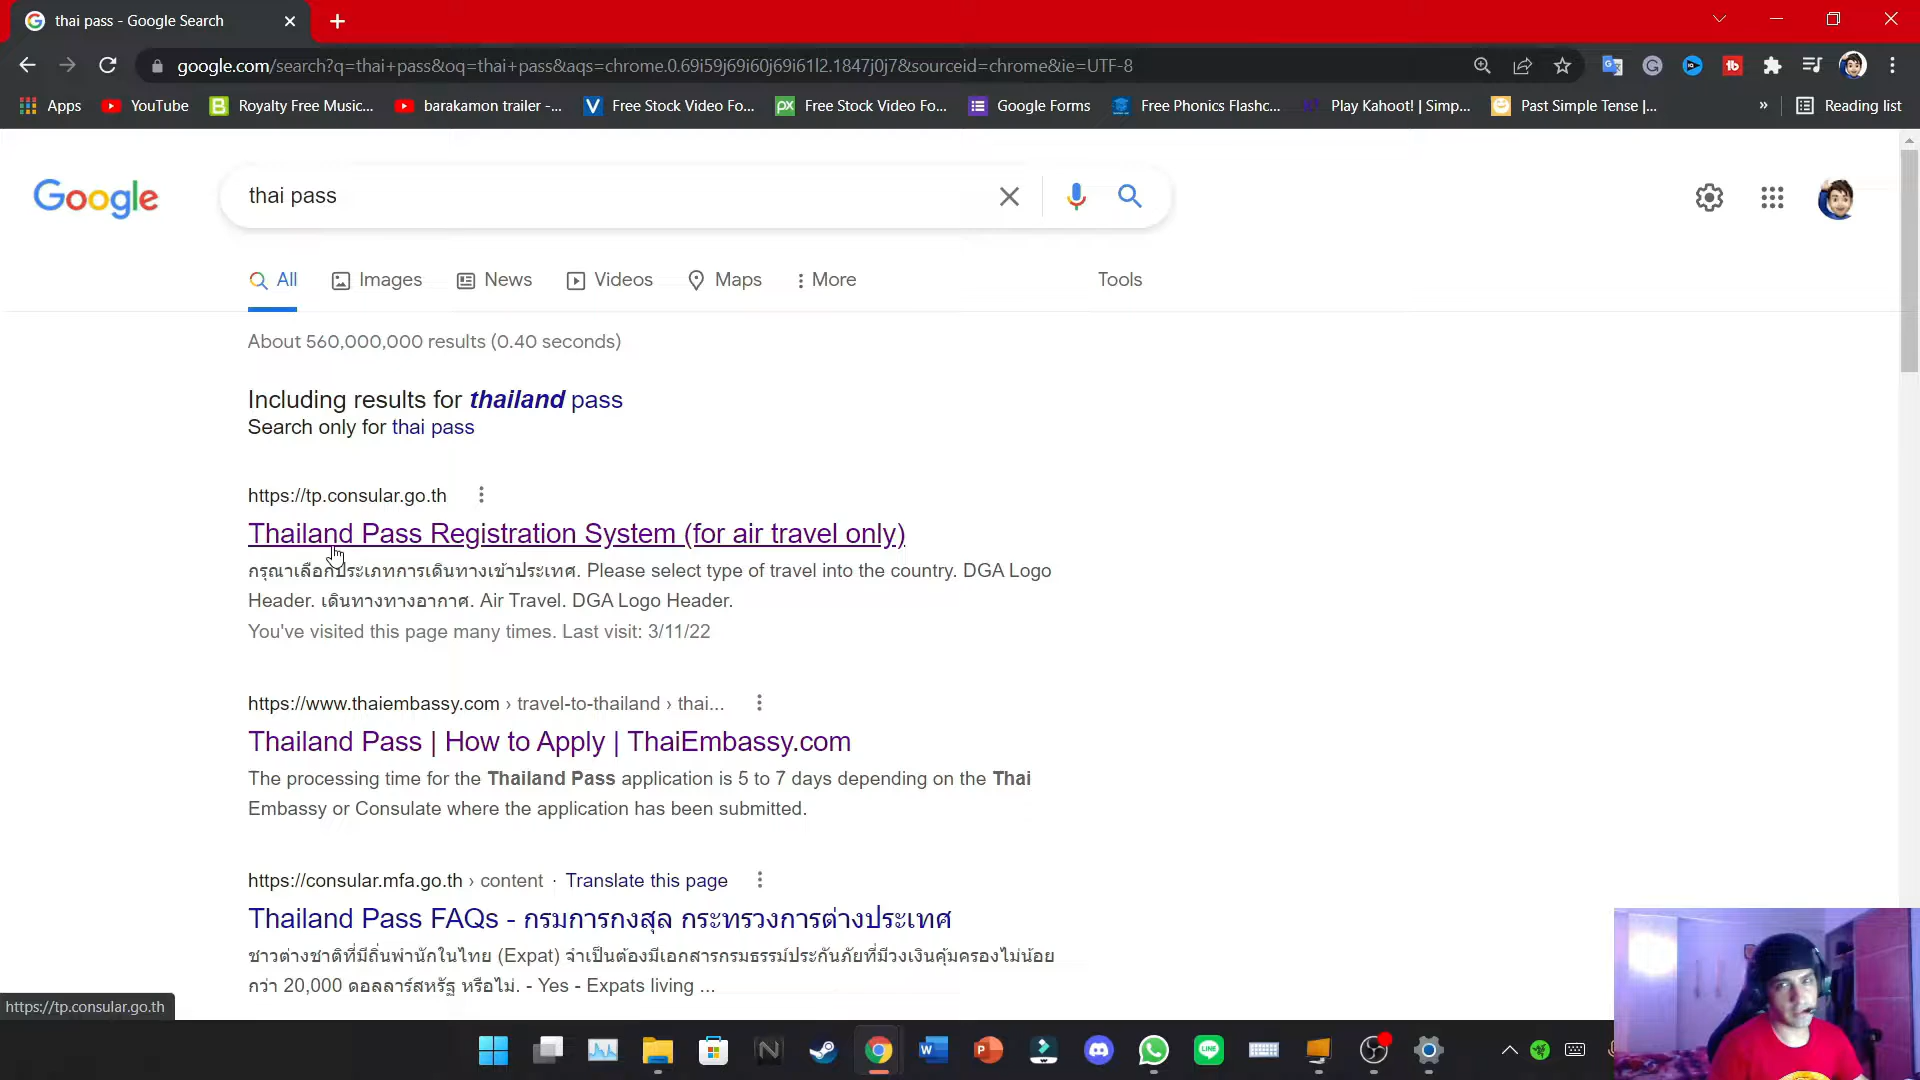 thai pass - Google Search
google.com/search?q=thai+pass&oq=thai+pass&aqs=chrome.0.69i59j69i60j69i61l2.1847j0j7&sourceid=chrome&ie=UTF-8
Apps YouTube Royalty Free Music... barakamon trailer -... Free Stock Video Fo... Free Stock Video Fo... Google Forms Free Phonics Flashc... Play Kahoot! | Simp... Past Simple Tense |... » Reading list
Google thai pass
All Images News Videos Maps More Tools
About 560,000,000 results (0.40 seconds)
Including results for thailand pass
Search only for thai pass
https://tp.consular.go.th
Thailand Pass Registration System (for air travel only)
กรุณาเลือกประเภทการเดินทางเข้าประเทศ. Please select type of travel into the country. DGA Logo
Header. เดินทางทางอากาศ. Air Travel. DGA Logo Header.
You've visited this page many times. Last visit: 3/11/22
https://www.thaiembassy.com › travel-to-thailand › thai...
Thailand Pass | How to Apply | ThaiEmbassy.com
The processing time for the Thailand Pass application is 5 to 7 days depending on the Thai
Embassy or Consulate where the application has been submitted.
https://consular.mfa.go.th › content · Translate this page
Thailand Pass FAQs - กรมการกงสุล กระทรวงการต่างประเทศ
ชาวต่างชาติที่มีถิ่นพำนักในไทย (Expat) จำเป็นต้องมีเอกสารกรมธรรม์ประกันภัยที่มีวงเงินคุ้มครองไม่น้อย
กว่า 20,000 ดอลลาร์สหรัฐ หรือไม่. - Yes - Expats living ...
https://tp.consular.go.th